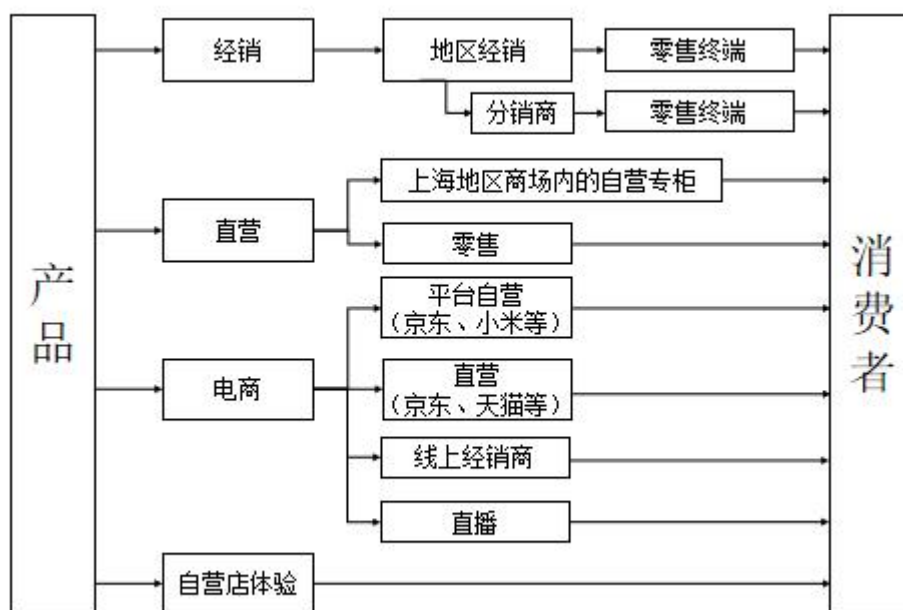 产品
经销
地区经销
零售终端
分销商
零售终端
直营
上海地区商场内的自营专柜
零售
电商
平台自营
（京东、小米等）
直营
（京东、天猫等）
线上经销商
直播
自营店体验
消费者